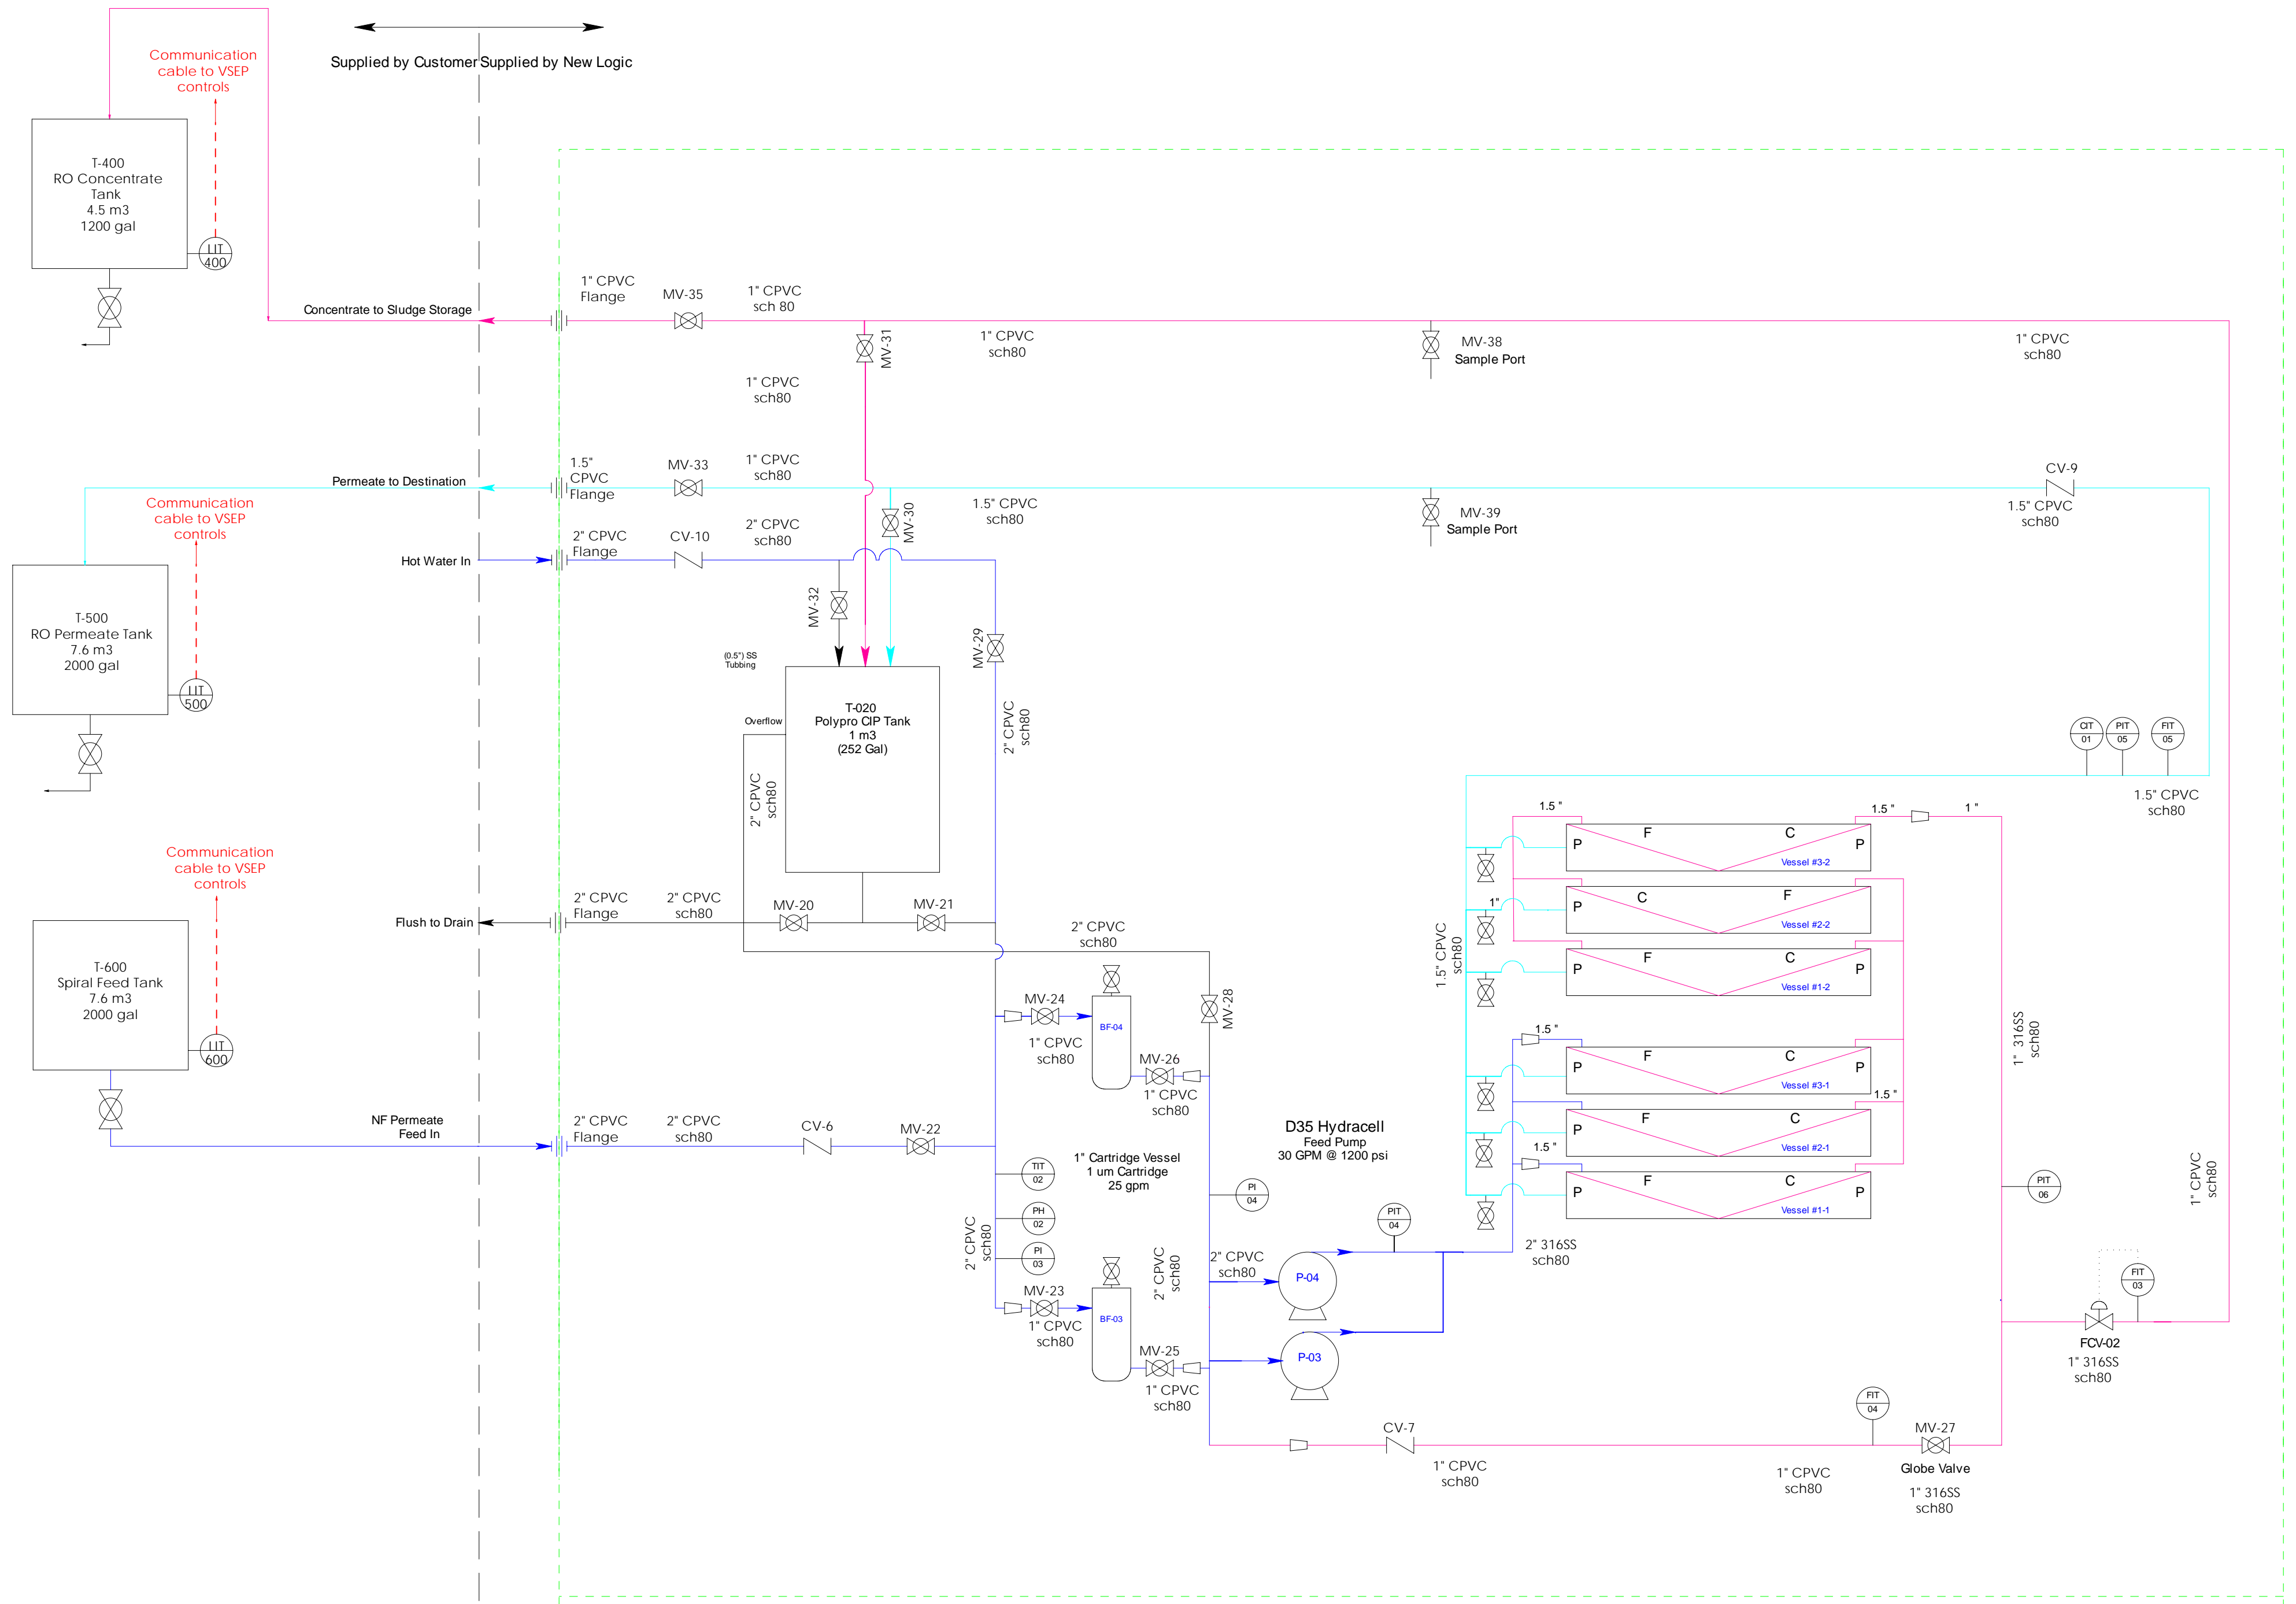 Supplied by Customer
Supplied by New Logic
Communication
cable to VSEP
controls
T-400
RO Concentrate
Tank
4.5 m3
1200 gal
LIT
400
Concentrate to Sludge Storage
1" CPVC
Flange
MV-35
1" CPVC
sch 80
MV-31
1" CPVC
sch80
1" CPVC
sch80
MV-38
Sample Port
1" CPVC
sch80
Permeate to Destination
1.5"
CPVC
Flange
MV-33
1" CPVC
sch80
MV-30
1.5" CPVC
sch80
MV-39
Sample Port
CV-9
1.5" CPVC
sch80
Communication
cable to VSEP
controls
T-500
RO Permeate Tank
7.6 m3
2000 gal
LIT
500
Hot Water In
2" CPVC
Flange
CV-10
2" CPVC
sch80
MV-32
MV-29
(0.5") SS
Tubbing
Overflow
T-020
Polypro CIP Tank
1 m3
(252 Gal)
2" CPVC
sch80
2" CPVC
sch80
CIT
01
PIT
05
FIT
05
1.5" CPVC
sch80
Communication
cable to VSEP
controls
T-600
Spiral Feed Tank
7.6 m3
2000 gal
LIT
600
Flush to Drain
2" CPVC
Flange
2" CPVC
sch80
MV-20
MV-21
2" CPVC
sch80
MV-24
1" CPVC
sch80
BF-04
MV-26
1" CPVC
sch80
MV-28
NF Permeate
Feed In
2" CPVC
Flange
2" CPVC
sch80
CV-6
MV-22
TIT
02
PH
02
PI
03
2" CPVC
sch80
1" Cartridge Vessel
1 um Cartridge
25 gpm
MV-23
1" CPVC
sch80
BF-03
MV-25
1" CPVC
sch80
PI
04
2" CPVC
sch80
2" CPVC
sch80
D35 Hydracell
Feed Pump
30 GPM @ 1200 psi
PIT
04
P-04
P-03
1.5" CPVC
sch80
1.5 "
1.5 "
1 "
F
C
P
P
Vessel #3-2
1"
C
F
P
Vessel #2-2
F
C
P
P
Vessel #1-2
1.5 "
F
C
P
P
Vessel #3-1
1.5 "
F
C
P
Vessel #2-1
1.5 "
F
C
P
P
Vessel #1-1
2" 316SS
sch80
1" 316SS
sch80
PIT
06
1" CPVC
sch80
FIT
03
FCV-02
1" 316SS
sch80
CV-7
1" CPVC
sch80
FIT
04
MV-27
Globe Valve
1" CPVC
sch80
1" 316SS
sch80